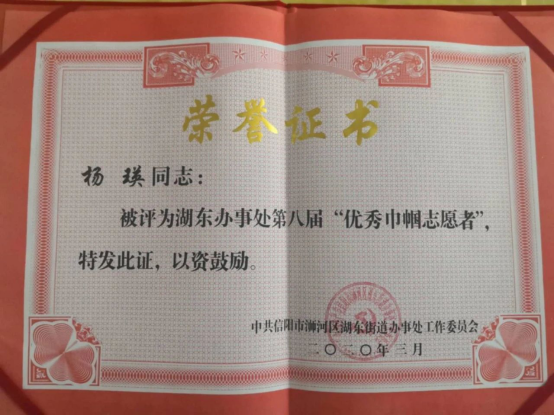 荣誉证书
杨 瑛同志：
被评为湖东办事处第八届“优秀巾帼志愿者”，
特发此证，以资鼓励。
中共信阳市浉河区湖东街道办事处工作委员会
二〇二〇年三月